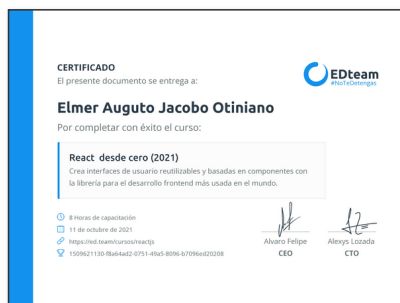 CERTIFICADO
El presente documento se entrega a:
EDteam
#NoTeDetengas
Elmer Auguto Jacobo Otiniano
Por completar con éxito el curso:
React desde cero (2021)
Crea interfaces de usuario reutilizables y basadas en componentes con
la librería para el desarrollo frontend más usada en el mundo.
8 Horas de capacitación
11 de octubre de 2021
https://ed.team/cursos/reactjs
1509621130-f8a64ad2-0751-49a5-8096-b7096ed20208
Alvaro Felipe
CEO
Alexys Lozada
CTO